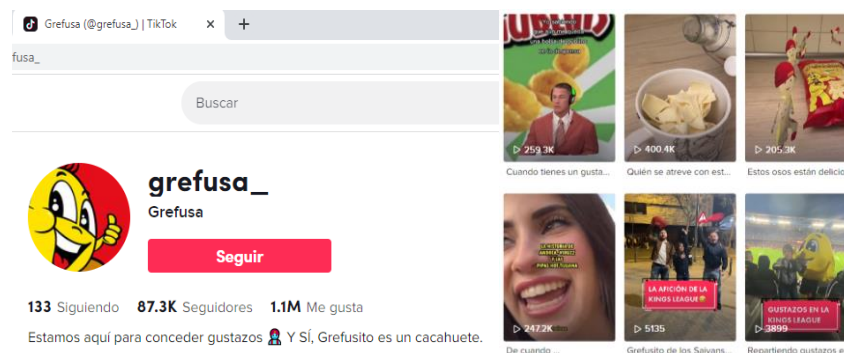 Grefusa (@grefusa_) | TikTok
fusa_
Buscar
grefusa_
Grefusa
Seguir
133 Siguiendo 87.3K Seguidores 1.1M Me gusta
Estamos aquí para conceder gustazos Y SÍ, Grefusito es un cacahuete.
259.3K
Cuando tienes un gusta...
400.4K
Quién se atreve con est...
205.3K
Estos osos están delicio
247.2K
De cuando ...
LA AFICIÓN DE LA
KINGS LEAGUE
5135
Grefusito de los Saiyans...
GUSTAZOS EN LA
KINGS LEAGUE
3899
Repartiendo gustazos e